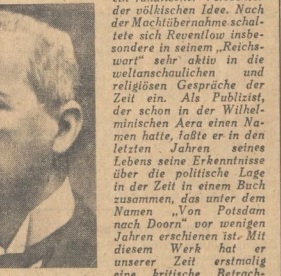 der völkischen Idee. Nach
der Machtübernahme schal-
tete sich Reventlow insbe-
sondere in seinem „Reichs-
wart" sehr aktiv in die
weltanschaulichen und
religiösen Gespräche der
Zeit ein. Als Publizist,
der schon in der Wilhel-
minischen Aera einen Na-
men hatte, faßte er in den
letzten Jahren seines
Lebens seine Erkenntnisse
über die politische Lage
in der Zeit in einem Buch
zusammen, das unter dem
Namen „Von Potsdam
nach Doorn" vor wenigen
Jahren erschienen ist. Mit
diesem Werk hat er
unserer Zeit erstmalig
eine kritische Betrach-